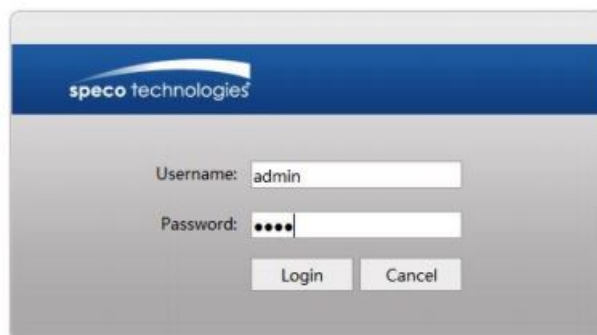 speco technologies
Username: admin
Password: ••••
Login Cancel